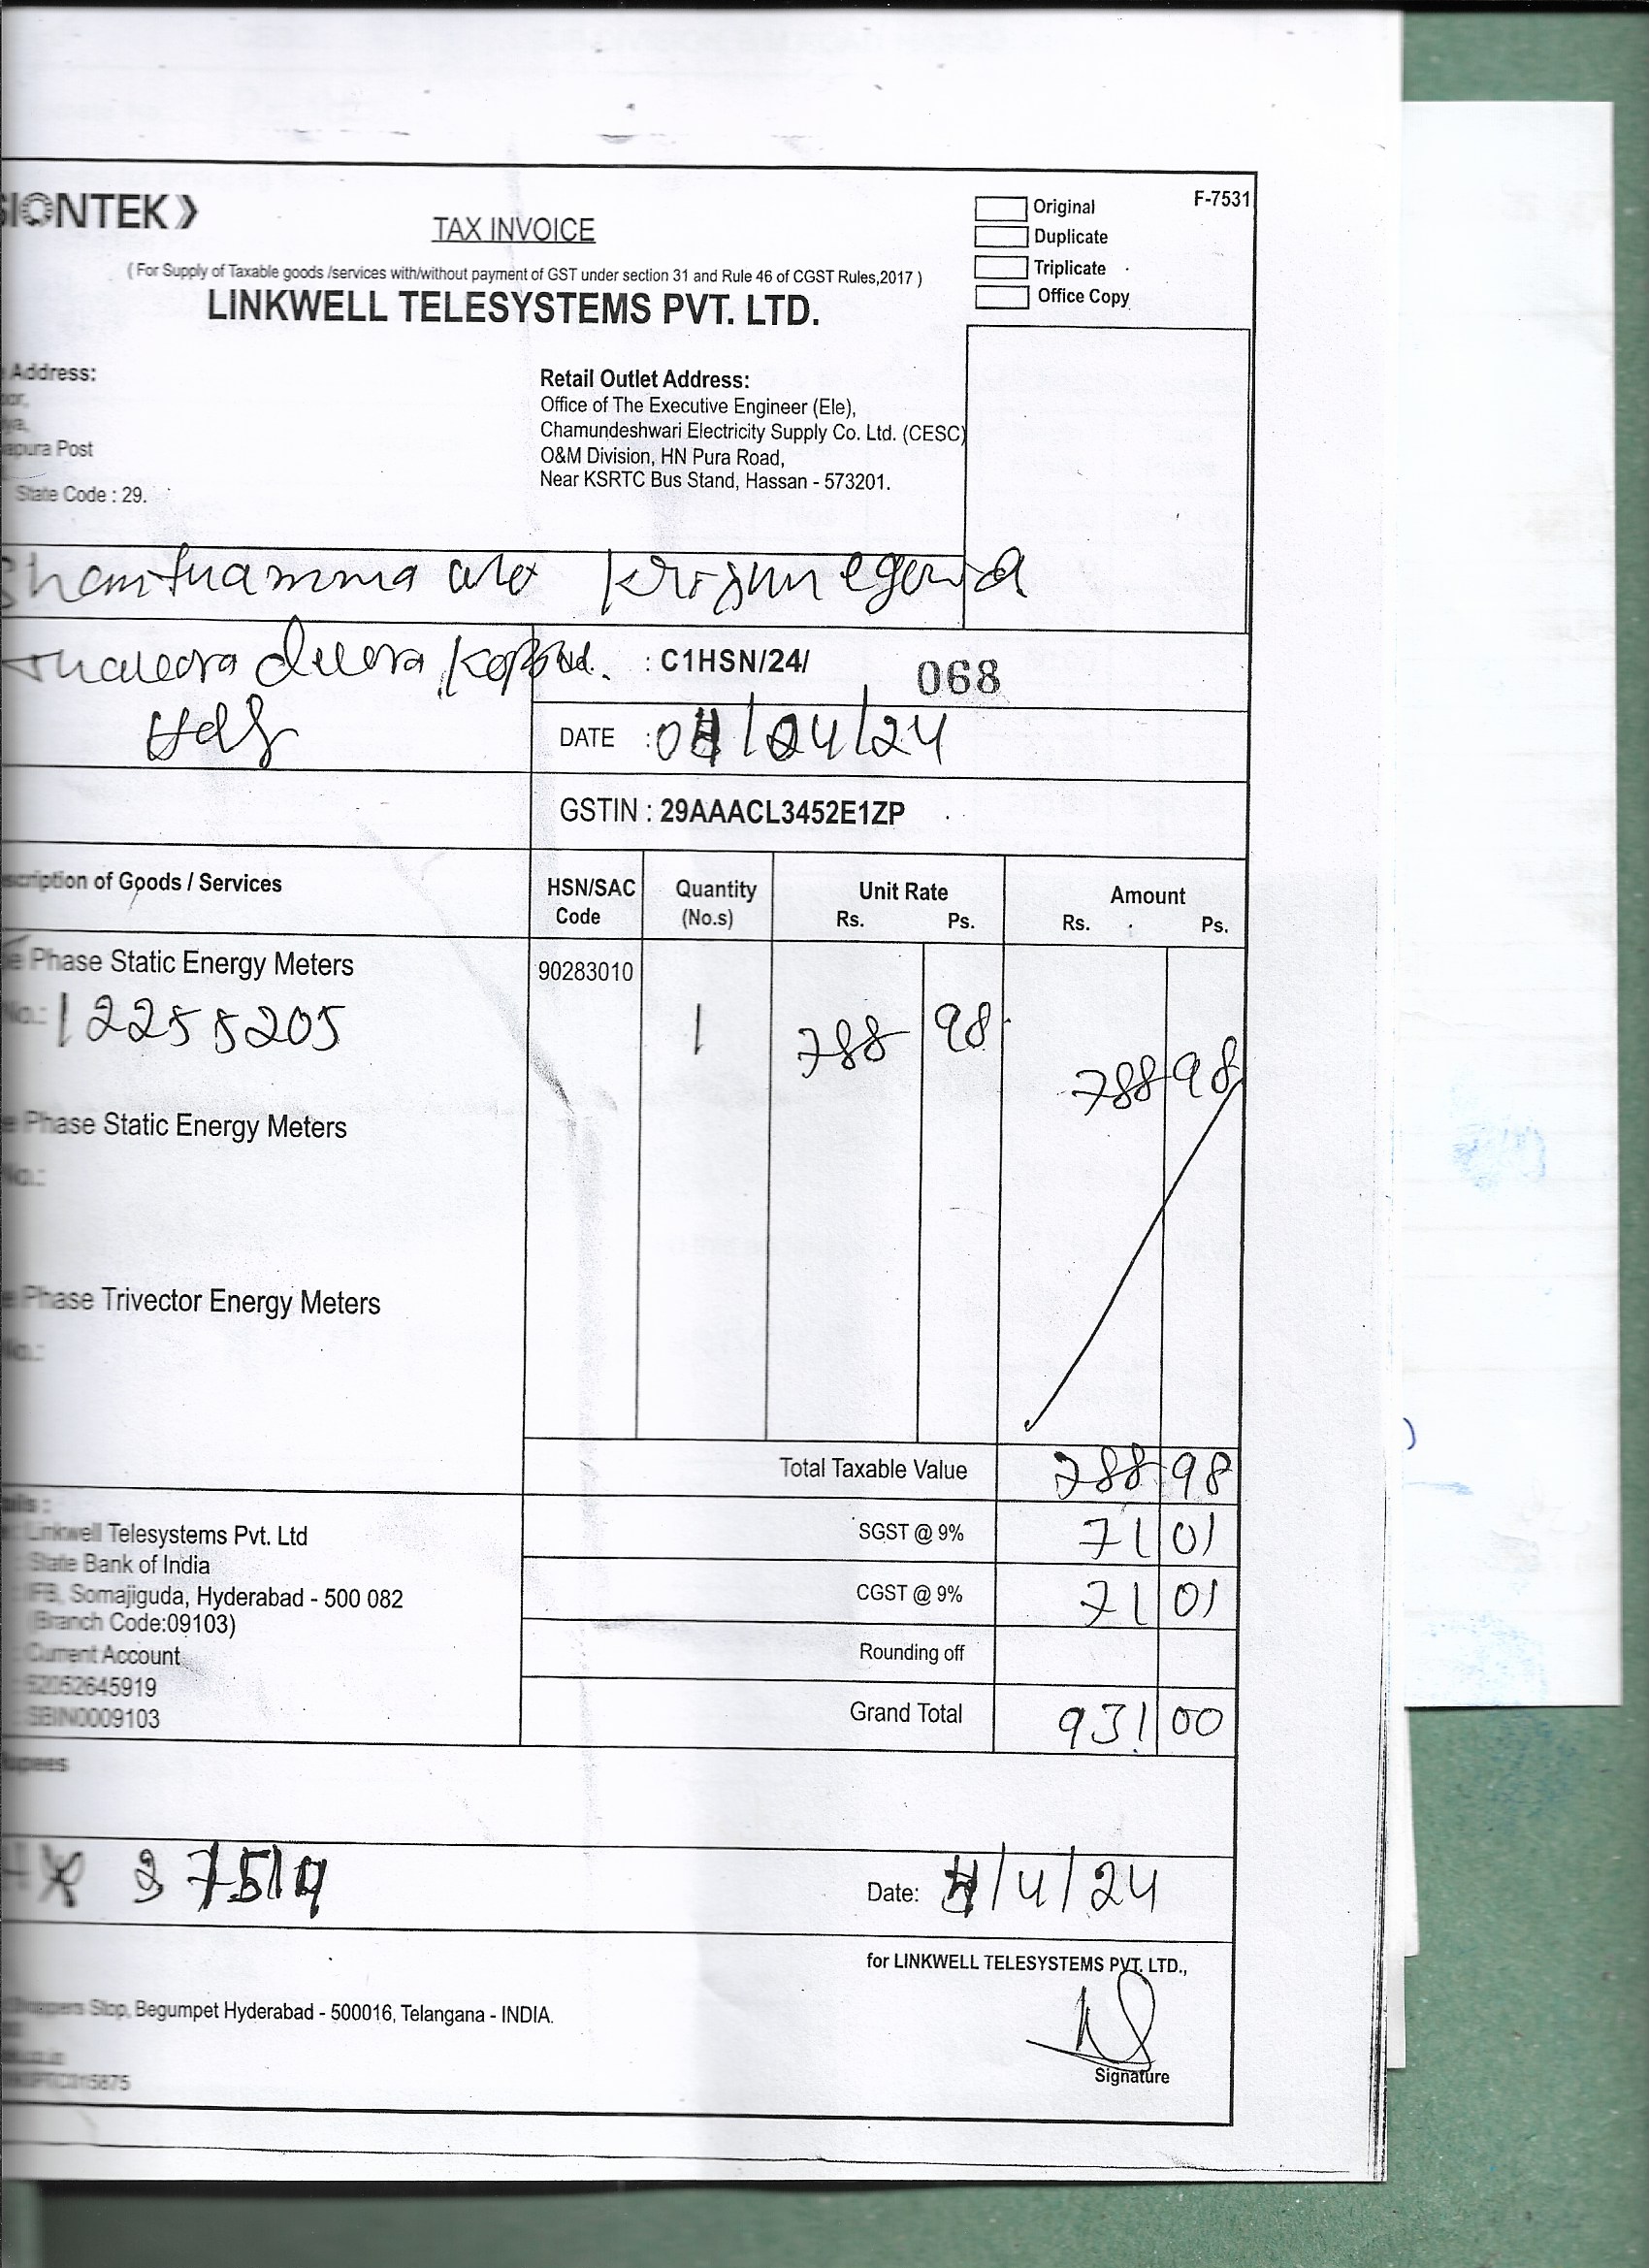 SIONTEK
TAX INVOICE
Original
F-7531
Duplicate
Triplicate
Office Copy
( For Supply of Taxable goods /services with/without payment of GST under section 31 and Rule 46 of CGST Rules,2017 )
LINKWELL TELESYSTEMS PVT. LTD.
Address:
Retail Outlet Address:
Office of The Executive Engineer (Ele),
Chamundeshwari Electricity Supply Co. Ltd. (CESC)
apura Post
O&M Division, HN Pura Road,
Near KSRTC Bus Stand, Hassan - 573201.
State Code : 29.
: C1HSN/24/ 068
DATE : 04/04/24
GSTIN : 29AAACL3452E1ZP
scription of Goods / Services
HSN/SAC Code
Quantity (No.s)
Unit Rate
Rs. Ps.
Amount
Rs. Ps.
Phase Static Energy Meters
90283010
No.: 12255205
1 788 98 788 98
Phase Static Energy Meters
No.:
Phase Trivector Energy Meters
No.:
Total Taxable Value 788 98
SGST @ 9% 71 01
CGST @ 9% 71 01
Rounding off
Grand Total 931 00
ails :
Linkwell Telesystems Pvt. Ltd
: State Bank of India
IFB, Somajiguda, Hyderabad - 500 082
(Branch Code:09103)
: Current Account
62052645919
SBIN0009103
upees
Date: 4/4/24
for LINKWELL TELESYSTEMS PVT. LTD.,
Stop, Begumpet Hyderabad - 500016, Telangana - INDIA.
Signature